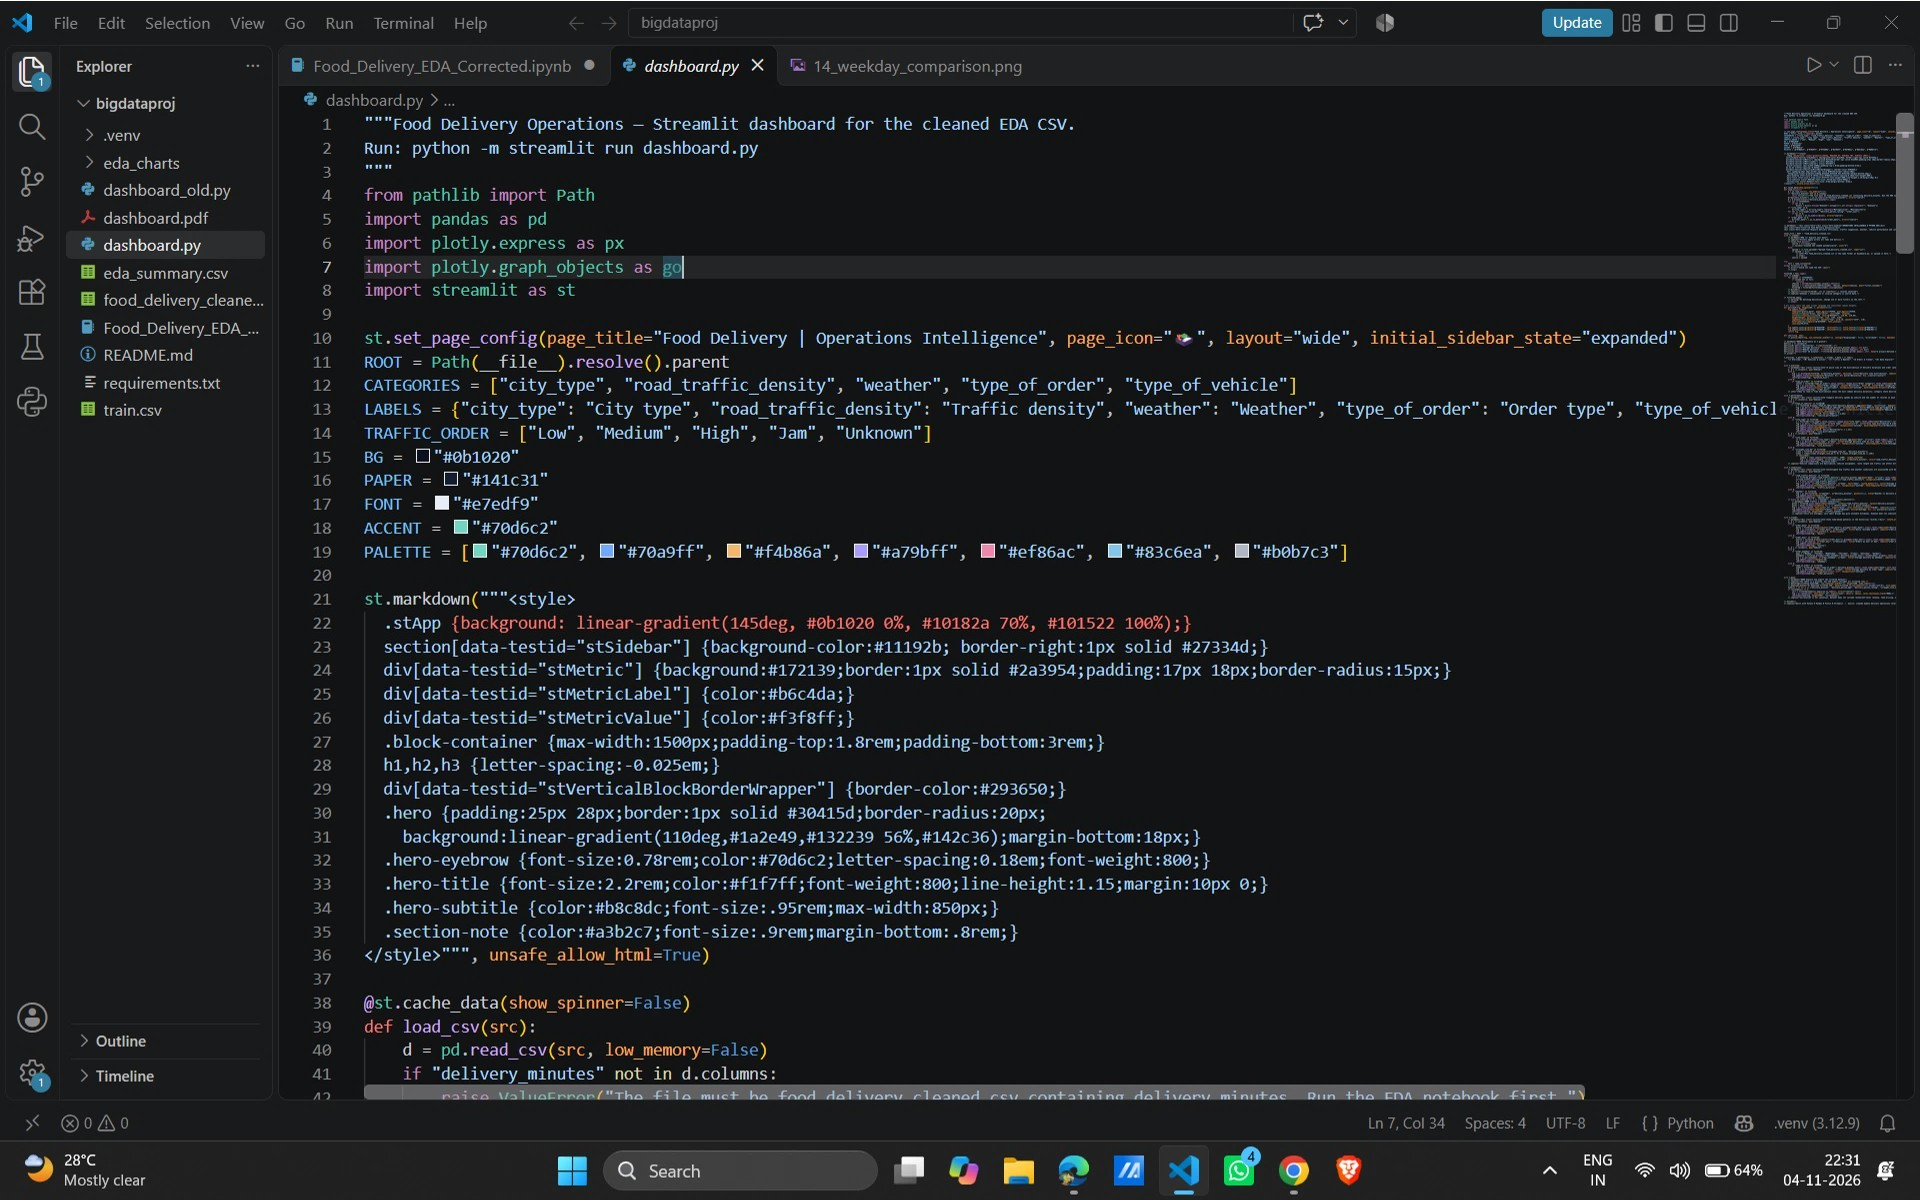 File Edit Selection View Go Run Terminal Help
bigdataproj
Update
Explorer
bigdataproj
.venv
eda_charts
dashboard_old.py
dashboard.pdf
dashboard.py
eda_summary.csv
food_delivery_cleane...
Food_Delivery_EDA_...
README.md
requirements.txt
train.csv
Outline
Timeline
1
1
Food_Delivery_EDA_Corrected.ipynb dashboard.py 14_weekday_comparison.png
dashboard.py > ...
1 """Food Delivery Operations — Streamlit dashboard for the cleaned EDA CSV.
2 Run: python -m streamlit run dashboard.py
3 """
4 from pathlib import Path
5 import pandas as pd
6 import plotly.express as px
7 import plotly.graph_objects as go
8 import streamlit as st
9
10 st.set_page_config(page_title="Food Delivery | Operations Intelligence", page_icon="", layout="wide", initial_sidebar_state="expanded")
11 ROOT = Path(__file__).resolve().parent
12 CATEGORIES = ["city_type", "road_traffic_density", "weather", "type_of_order", "type_of_vehicle"]
13 LABELS = {"city_type": "City type", "road_traffic_density": "Traffic density", "weather": "Weather", "type_of_order": "Order type", "type_of_vehicl
14 TRAFFIC_ORDER = ["Low", "Medium", "High", "Jam", "Unknown"]
15 BG = "#0b1020"
16 PAPER = "#141c31"
17 FONT = "#e7edf9"
18 ACCENT = "#70d6c2"
19 PALETTE = ["#70d6c2", "#70a9ff", "#f4b86a", "#a79bff", "#ef86ac", "#83c6ea", "#b0b7c3"]
20
21 st.markdown("""<style>
22 .stApp {background: linear-gradient(145deg, #0b1020 0%, #10182a 70%, #101522 100%);}
23 section[data-testid="stSidebar"] {background-color:#11192b; border-right:1px solid #27334d;}
24 div[data-testid="stMetric"] {background:#172139;border:1px solid #2a3954;padding:17px 18px;border-radius:15px;}
25 div[data-testid="stMetricLabel"] {color:#b6c4da;}
26 div[data-testid="stMetricValue"] {color:#f3f8ff;}
27 .block-container {max-width:1500px;padding-top:1.8rem;padding-bottom:3rem;}
28 h1,h2,h3 {letter-spacing:-0.025em;}
29 div[data-testid="stVerticalBlockBorderWrapper"] {border-color:#293650;}
30 .hero {padding:25px 28px;border:1px solid #30415d;border-radius:20px;
31 background:linear-gradient(110deg,#1a2e49,#132239 56%,#142c36);margin-bottom:18px;}
32 .hero-eyebrow {font-size:0.78rem;color:#70d6c2;letter-spacing:0.18em;font-weight:800;}
33 .hero-title {font-size:2.2rem;color:#f1f7ff;font-weight:800;line-height:1.15;margin:10px 0;}
34 .hero-subtitle {color:#b8c8dc;font-size:.95rem;max-width:850px;}
35 .section-note {color:#a3b2c7;font-size:.9rem;margin-bottom:.8rem;}
36 </style>""", unsafe_allow_html=True)
37
38 @st.cache_data(show_spinner=False)
39 def load_csv(src):
40 d = pd.read_csv(src, low_memory=False)
41 if "delivery_minutes" not in d.columns:
42 raise ValueError("The file must be food_delivery_cleaned.csv containing delivery_minutes. Run the EDA notebook first.")
0 0
Ln 7, Col 34 Spaces: 4 UTF-8 LF { } Python .venv (3.12.9)
28°C
Mostly clear
Search
4
ENG
IN
64%
22:31
04-11-2026